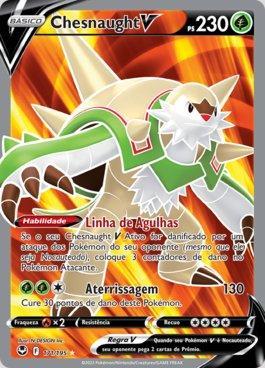 BÁSICO
Chesnaught V
PS 230
Habilidade
Linha de Agulhas
Se o seu Chesnaught V Ativo for danificado por um
ataque dos Pokémon do seu oponente (mesmo que ele
seja Nocauteado), coloque 3 contadores de dano no
Pokémon Atacante.
Aterrissagem 130
Cure 30 pontos de dano deste Pokémon.
Fraqueza × 2 Resistência Recuo
Regra V Quando seu Pokémon V é Nocauteado,
seu oponente pega 2 cartas de Prêmio.
F 171/195
©2022 Pokémon/Nintendo/Creatures/GAME FREAK